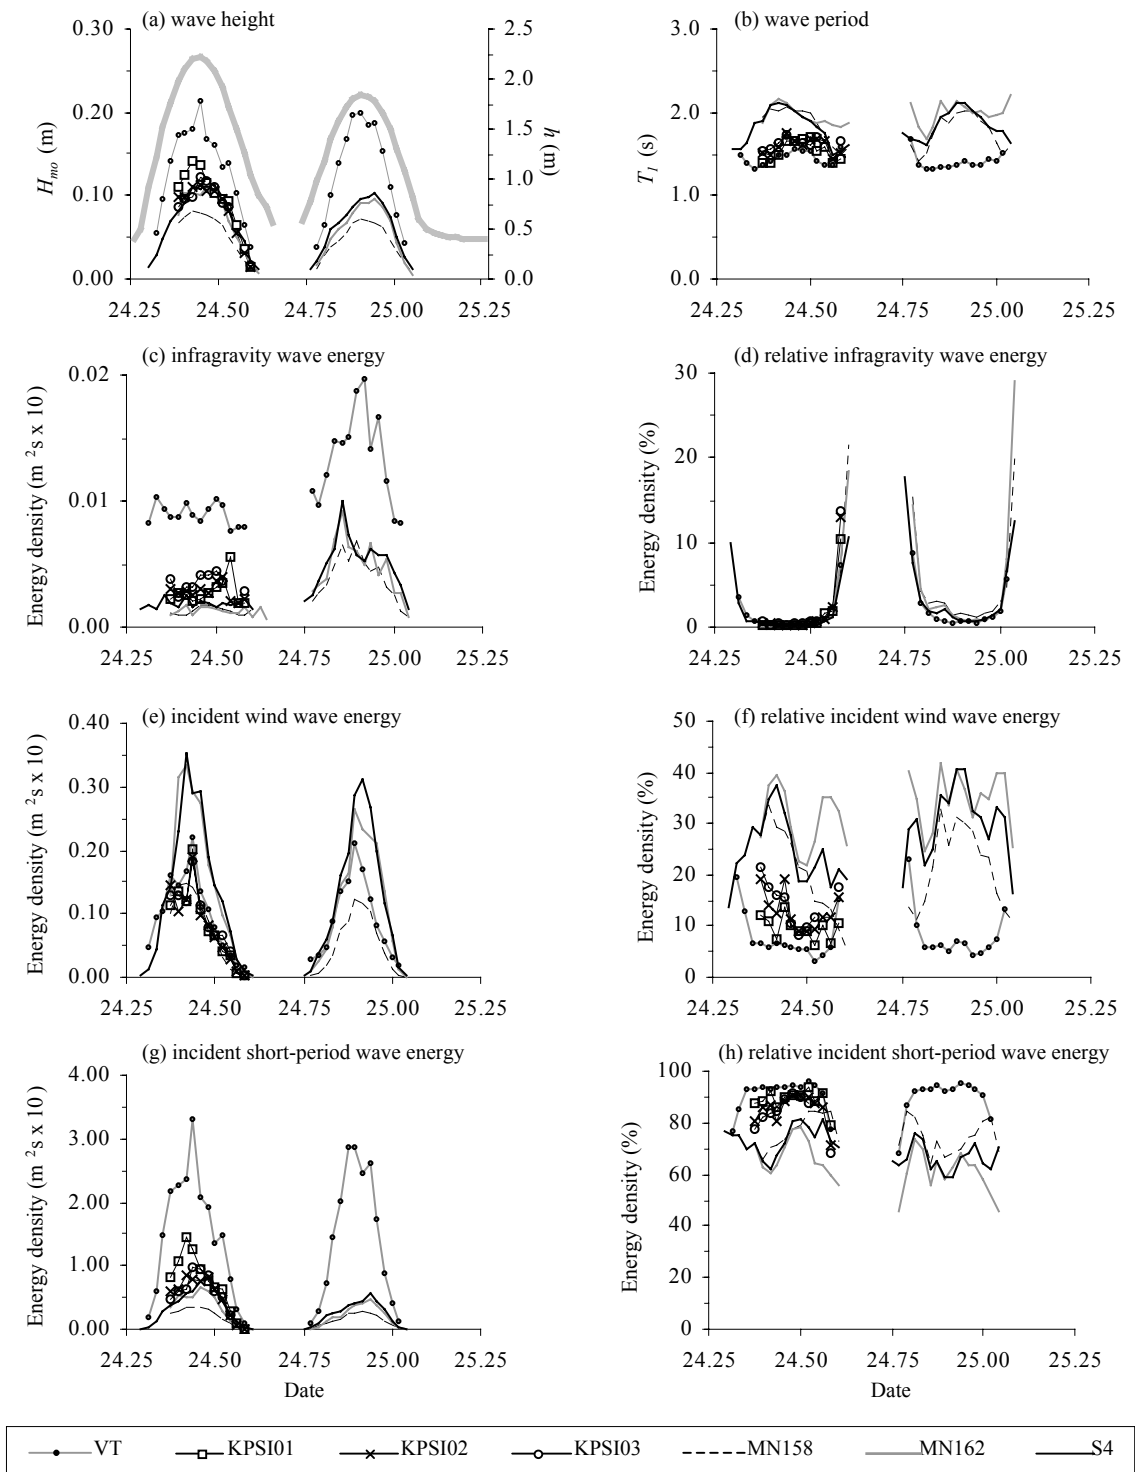 (a) wave height
(b) wave period
0.30
2.5
3.0
2.0
0.20
2.0
1.5
H_mo (m)
h (m)
T_1 (s)
1.0
0.10
1.0
0.5
0.00
0.0
0.0
24.25 24.50 24.75 25.00 25.25
24.25 24.50 24.75 25.00 25.25
(c) infragravity wave energy
(d) relative infragravity wave energy
0.02
30
20
Energy density (m ²s x 10 )
Energy density (%)
0.01
10
0.00
0
24.25 24.50 24.75 25.00 25.25
24.25 24.50 24.75 25.00 25.25
(e) incident wind wave energy
(f) relative incident wind wave energy
0.40
50
40
0.30
30
Energy density (m ²s x 10 )
Energy density (%)
0.20
20
0.10
10
0.00
0
24.25 24.50 24.75 25.00 25.25
24.25 24.50 24.75 25.00 25.25
(g) incident short-period wave energy
(h) relative incident short-period wave energy
4.00
100
80
3.00
60
Energy density (m ²s x 10 )
Energy density (%)
2.00
40
1.00
20
0.00
0
24.25 24.50 24.75 25.00 25.25
24.25 24.50 24.75 25.00 25.25
Date
Date
VT KPSI01 KPSI02 KPSI03 MN158 MN162 S4